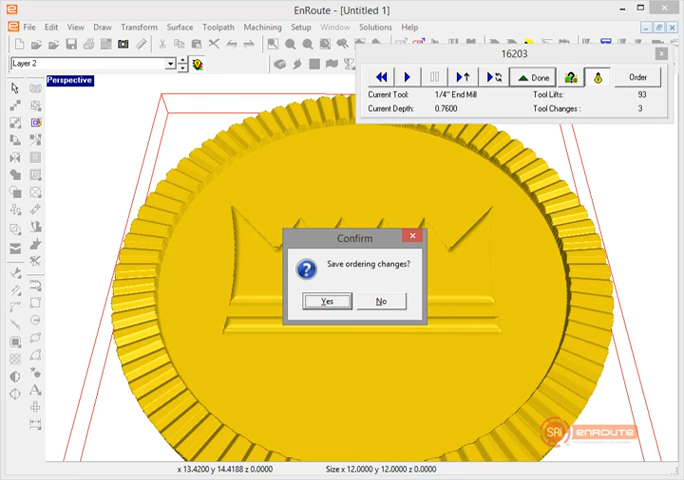 EnRoute - [Untitled 1]
File Edit View Draw Transform Surface Toolpath Machining Setup Window Solutions Help
16203
Layer 2
Done
Order
Perspective
Current Tool: 1/4" End Mill Tool Lifts: 93
Current Depth: 0.7600 Tool Changes : 3
Confirm
Save ordering changes?
Yes No
SAi ENROUTE
x 13.4200 y 14.4188 z 0.0000 Size x 12.0000 y 12.0000 z 0.0000